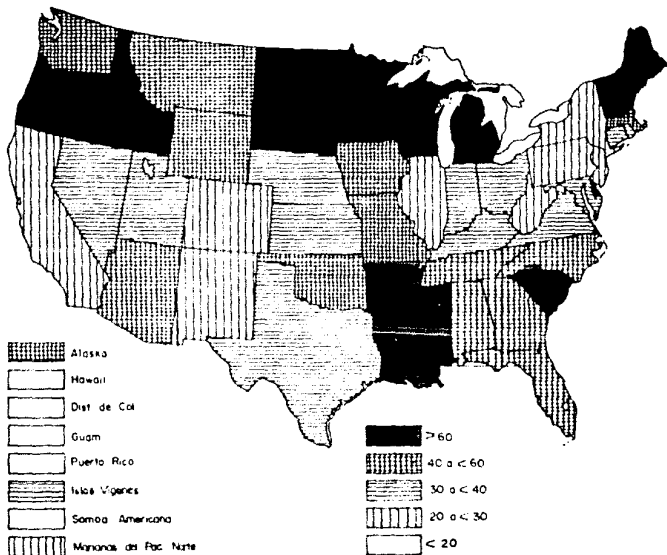 Alaska
Hawaii
Dist de Col
Guam
Puerto Rico
Islas Vigenes
Samoa Americana
Marianas del Pac Norte
>60
40 a <60
30 a <40
20 a <30
<20